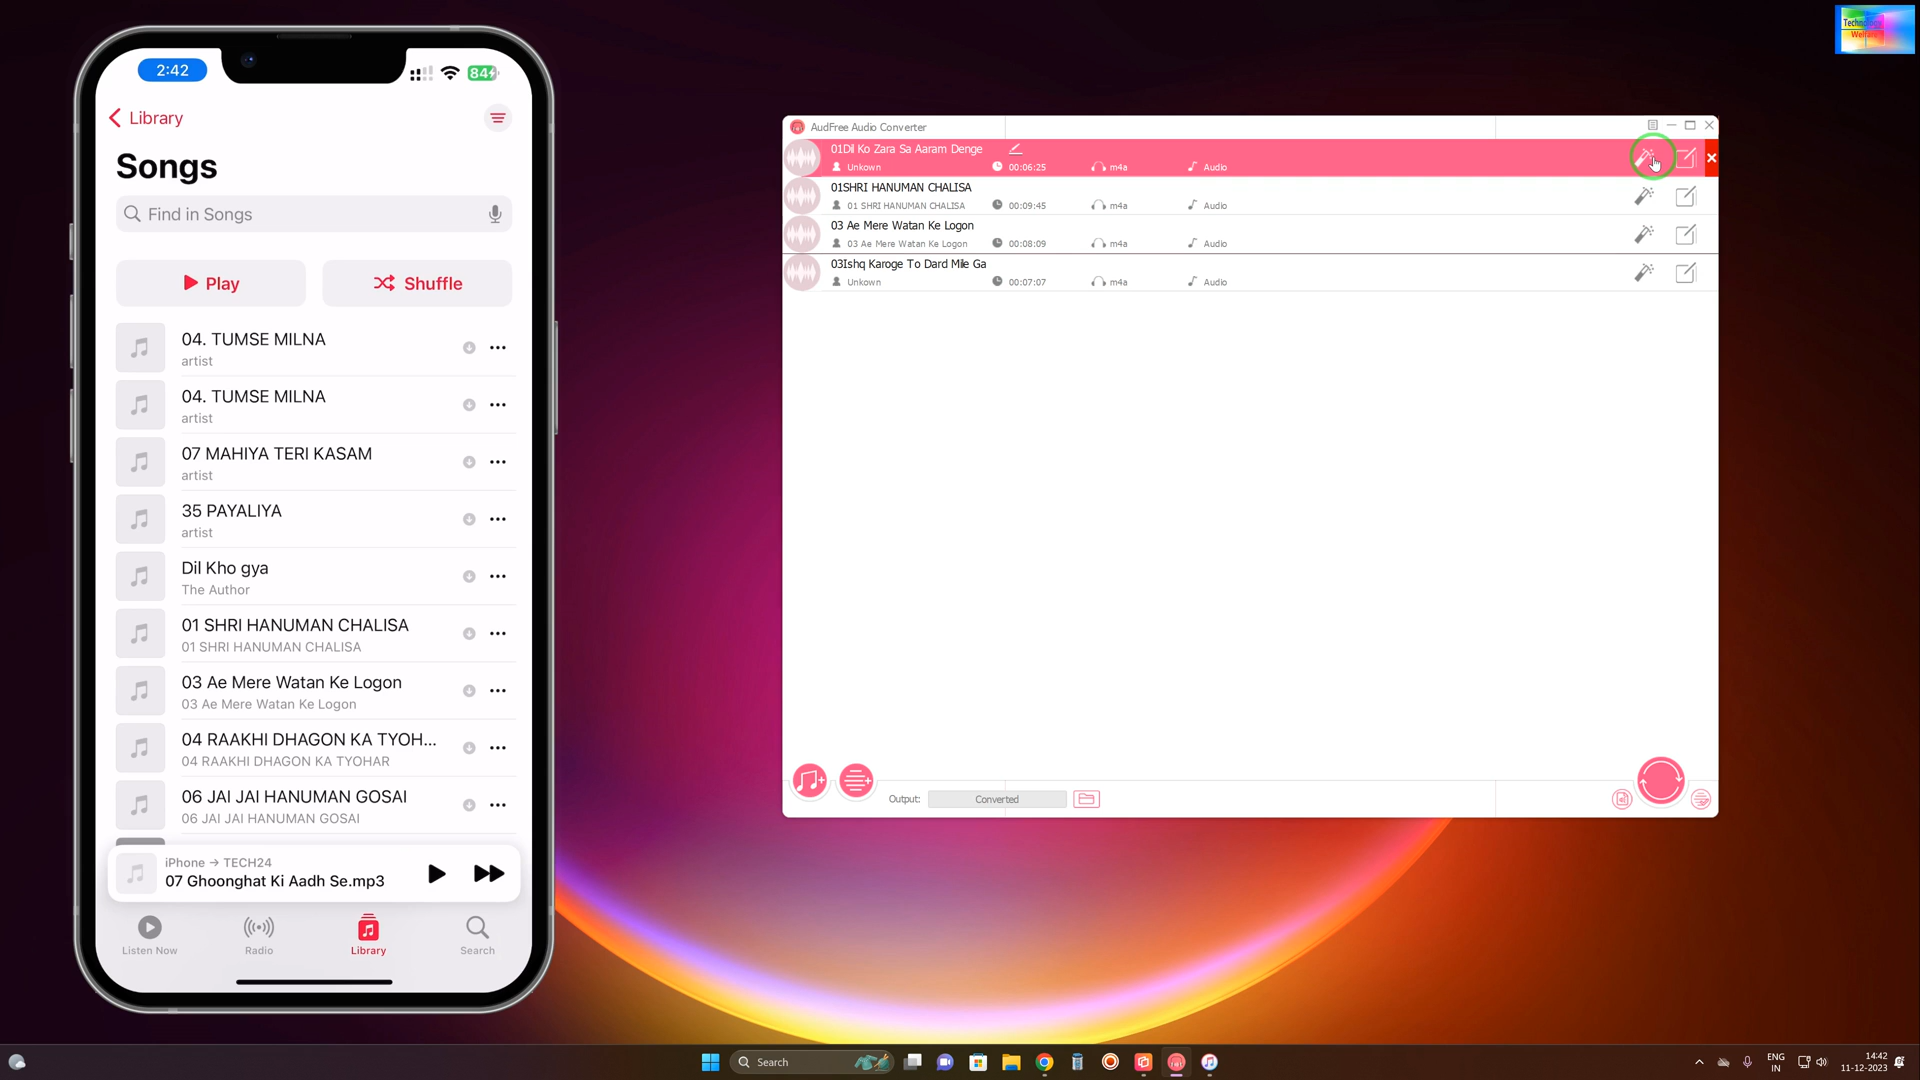 2:42
84
Library
Songs
Find in Songs
Play
Shuffle
04. TUMSE MILNA
artist
04. TUMSE MILNA
artist
07 MAHIYA TERI KASAM
artist
35 PAYALIYA
artist
Dil Kho gya
The Author
01 SHRI HANUMAN CHALISA
01 SHRI HANUMAN CHALISA
03 Ae Mere Watan Ke Logon
03 Ae Mere Watan Ke Logon
04 RAAKHI DHAGON KA TYOH...
04 RAAKHI DHAGON KA TYOHAR
06 JAI JAI HANUMAN GOSAI
06 JAI JAI HANUMAN GOSAI
iPhone → TECH24
07 Ghoonghat Ki Aadh Se.mp3
Listen Now
Radio
Library
Search
AudFree Audio Converter
01Dil Ko Zara Sa Aaram Denge
Unkown 00:06:25 m4a Audio
01SHRI HANUMAN CHALISA
01 SHRI HANUMAN CHALISA 00:09:45 m4a Audio
03 Ae Mere Watan Ke Logon
03 Ae Mere Watan Ke Logon 00:08:09 m4a Audio
03Ishq Karoge To Dard Mile Ga
Unkown 00:07:07 m4a Audio
Output: Converted
Technology
Search
ENG
IN
14:42
11-12-2023